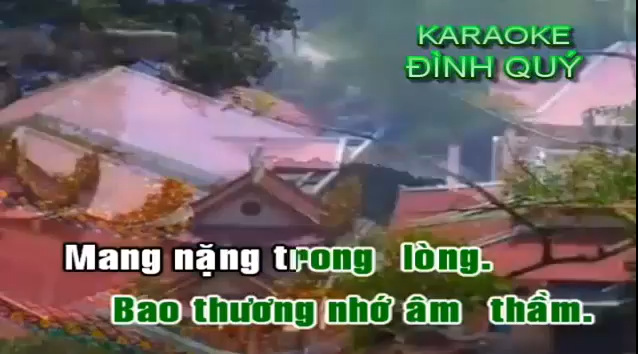 KARAOKE
ĐÌNH QUÝ
Mang nặng trong lòng.
Bao thương nhớ âm thầm.